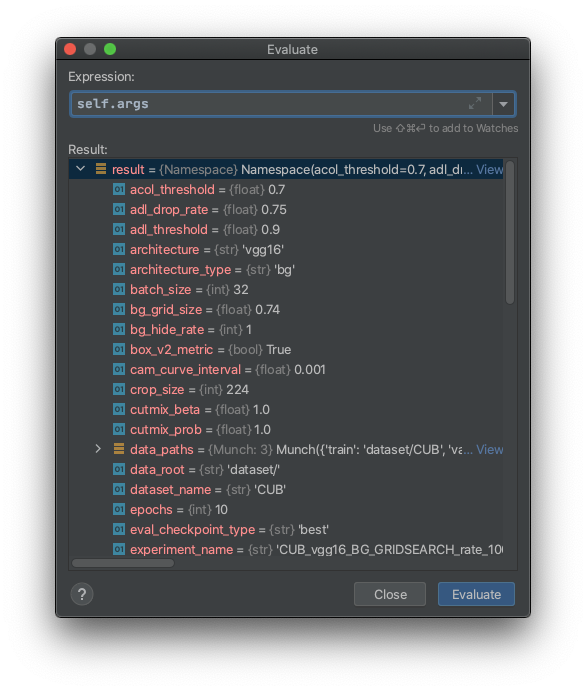 Evaluate
Expression:
self.args
Use ⇧⌘⏎ to add to Watches
Result:
result = {Namespace} Namespace(acol_threshold=0.7, adl_dr... View
01 acol_threshold = {float} 0.7
01 adl_drop_rate = {float} 0.75
01 adl_threshold = {float} 0.9
01 architecture = {str} 'vgg16'
01 architecture_type = {str} 'bg'
01 batch_size = {int} 32
01 bg_grid_size = {float} 0.74
01 bg_hide_rate = {int} 1
01 box_v2_metric = {bool} True
01 cam_curve_interval = {float} 0.001
01 crop_size = {int} 224
01 cutmix_beta = {float} 1.0
01 cutmix_prob = {float} 1.0
data_paths = {Munch: 3} Munch({'train': 'dataset/CUB', 'va... View
01 data_root = {str} 'dataset/'
01 dataset_name = {str} 'CUB'
01 epochs = {int} 10
01 eval_checkpoint_type = {str} 'best'
01 experiment_name = {str} 'CUB_vgg16_BG_GRIDSEARCH_rate_100
? Close Evaluate